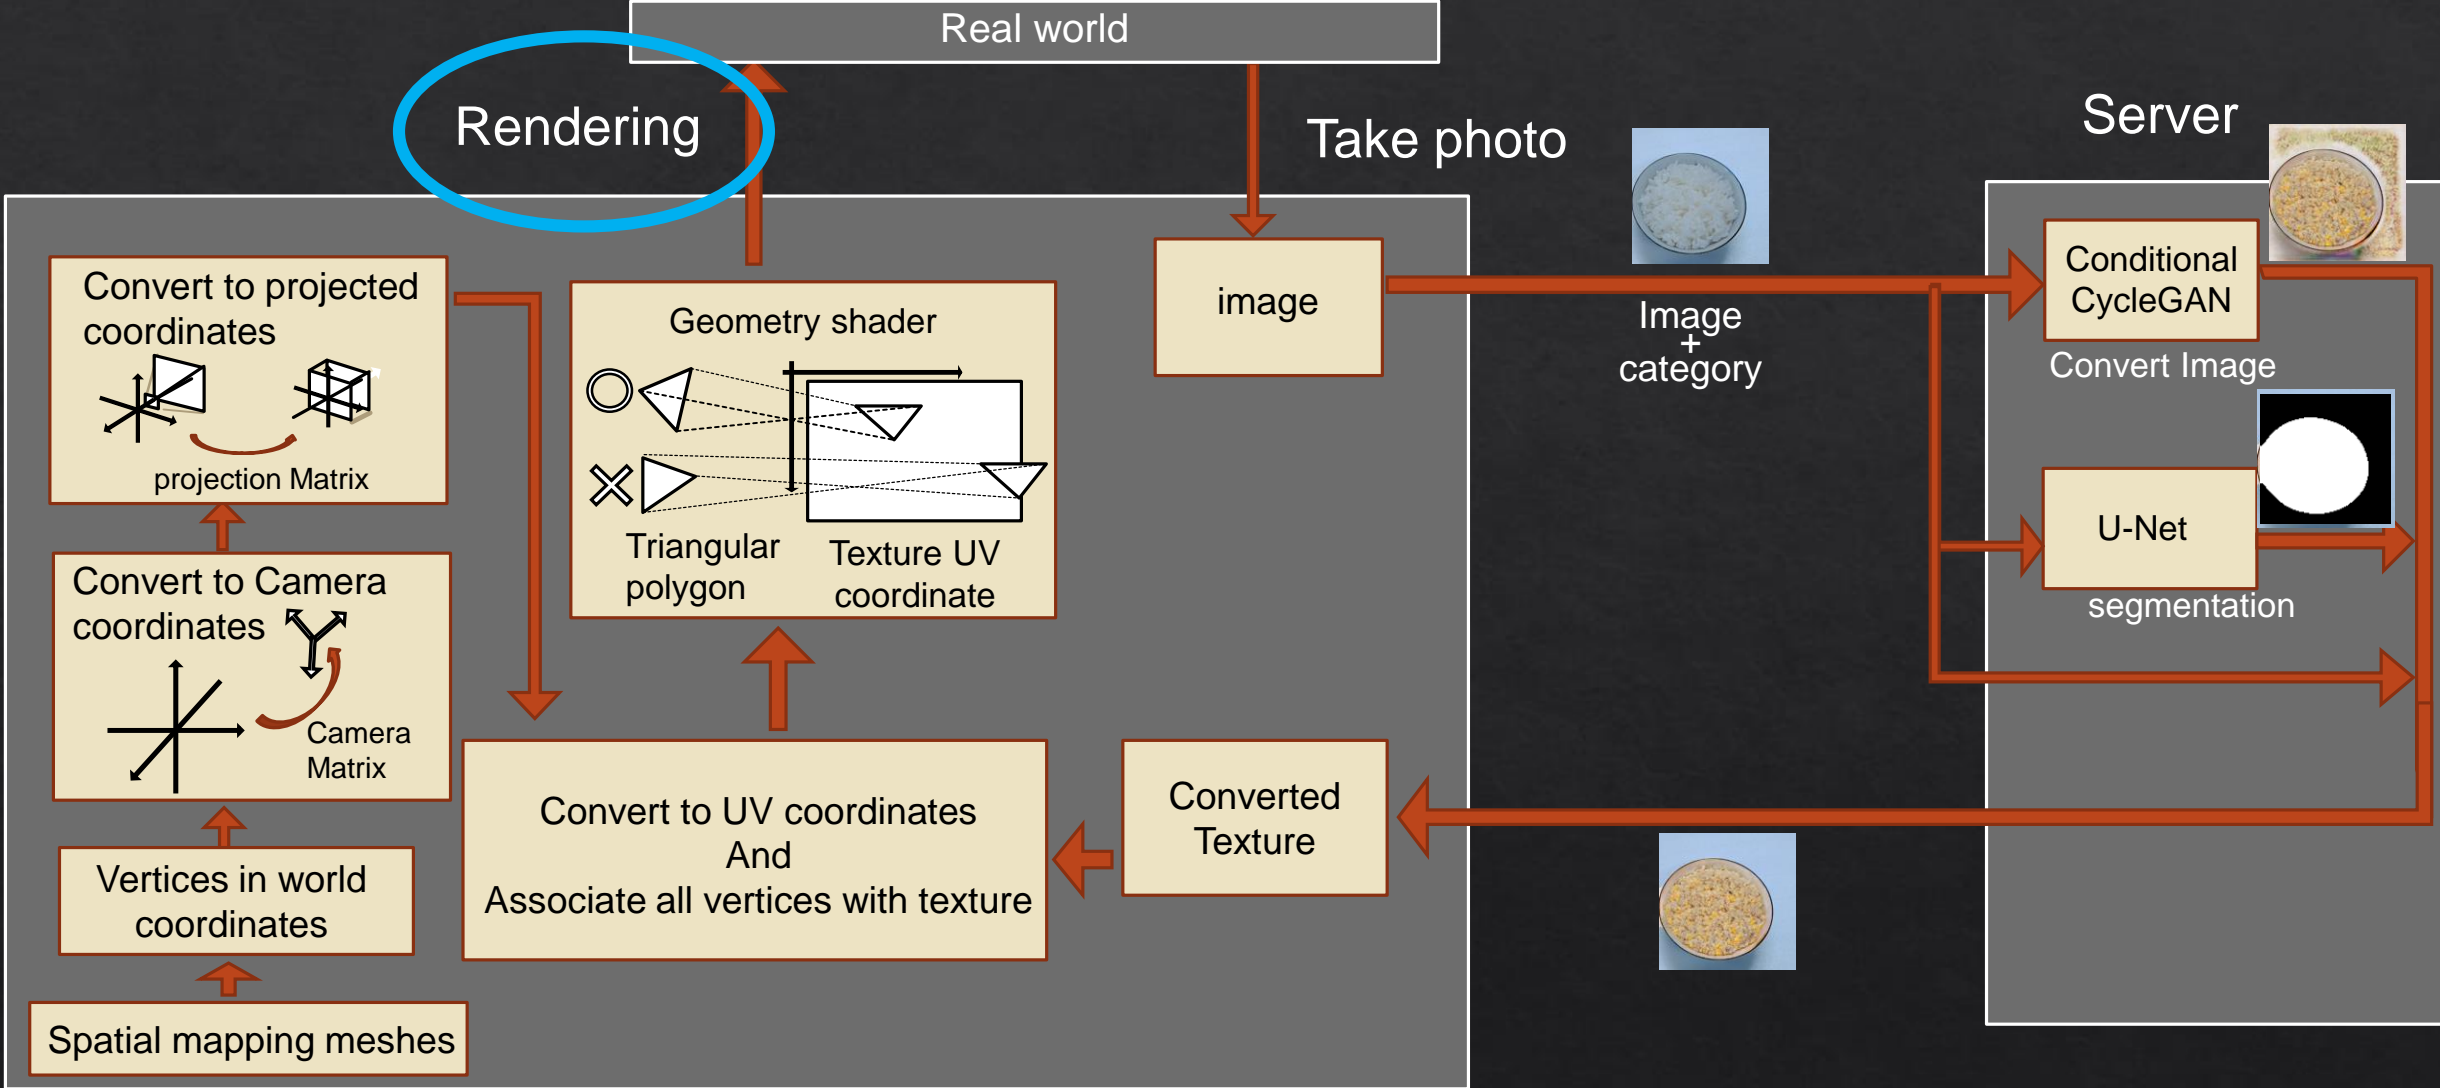 Real world
Rendering
Take photo
Server
Convert to projected
coordinates
projection Matrix
Geometry shader
Triangular
polygon
Texture UV
coordinate
image
Image
+
category
Conditional
CycleGAN
Convert Image
U-Net
segmentation
Convert to Camera
coordinates
Camera
Matrix
Vertices in world
coordinates
Spatial mapping meshes
Convert to UV coordinates
And
Associate all vertices with texture
Converted
Texture